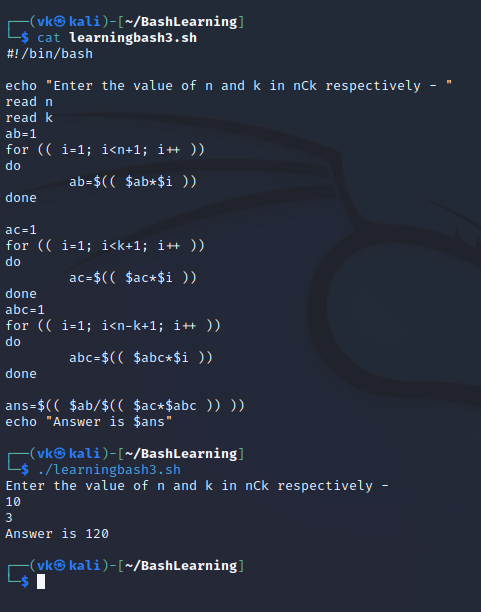 ┌──(vk㉿kali)-[~/BashLearning]
└─$ cat learningbash3.sh
#!/bin/bash

echo "Enter the value of n and k in nCk respectively - "
read n
read k
ab=1
for (( i=1; i<n+1; i++ ))
do
        ab=$(( $ab*$i ))
done

ac=1
for (( i=1; i<k+1; i++ ))
do
        ac=$(( $ac*$i ))
done
abc=1
for (( i=1; i<n-k+1; i++ ))
do
        abc=$(( $abc*$i ))
done

ans=$(( $ab/$(( $ac*$abc )) ))
echo "Answer is $ans"

┌──(vk㉿kali)-[~/BashLearning]
└─$ ./learningbash3.sh
Enter the value of n and k in nCk respectively -
10
3
Answer is 120

┌──(vk㉿kali)-[~/BashLearning]
└─$